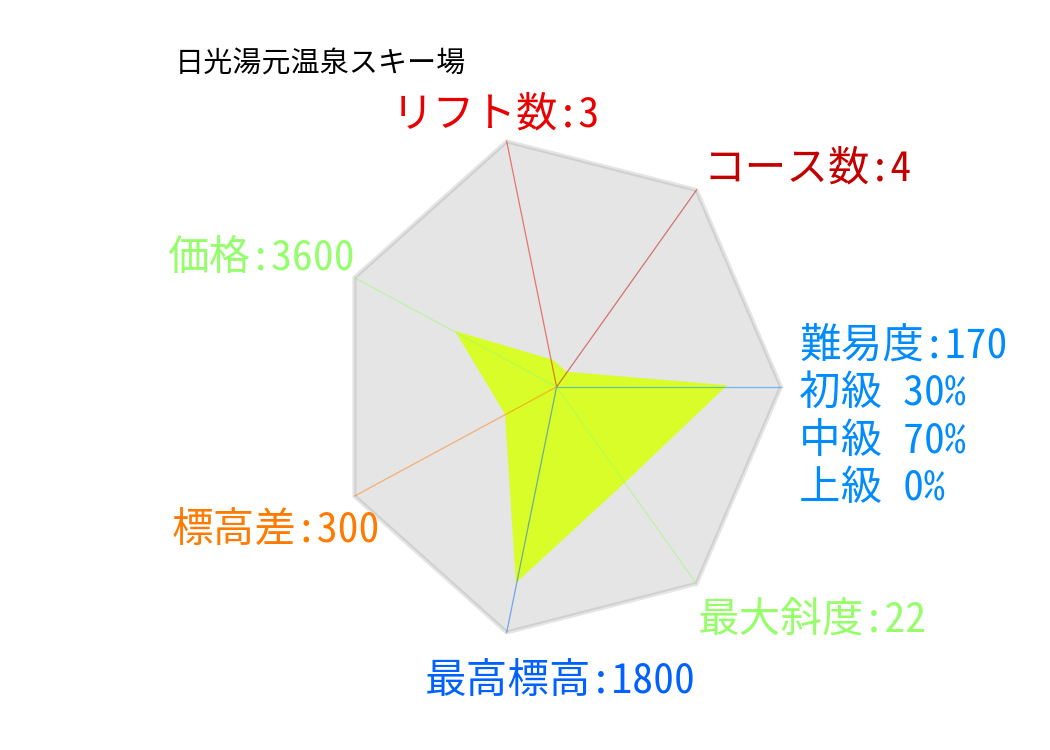 日光湯元温泉スキー場
リフト数:3
コース数:4
価格:3600
難易度:170
初級 30%
中級 70%
上級 0%
標高差:300
最大斜度:22
最高標高:1800